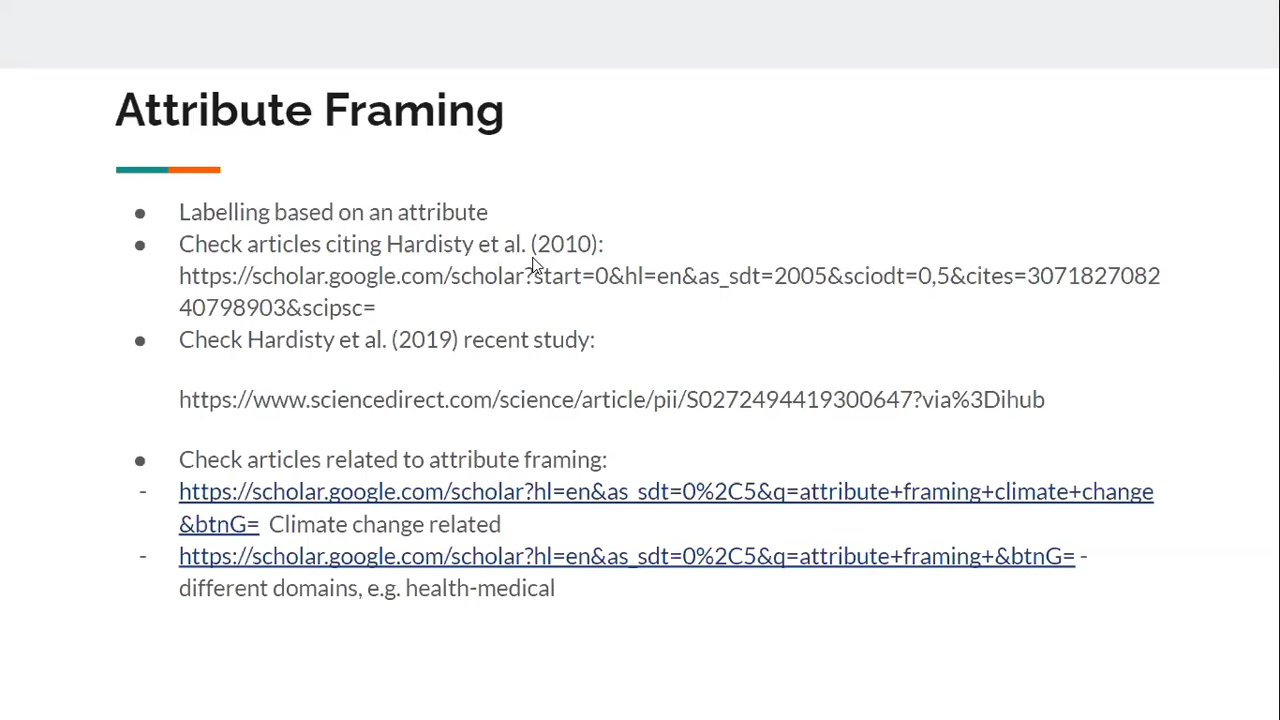 Attribute Framing
● Labelling based on an attribute
● Check articles citing Hardisty et al. (2010):
https://scholar.google.com/scholar?start=0&hl=en&as_sdt=2005&sciodt=0,5&cites=3071827082
40798903&scipsc=
● Check Hardisty et al. (2019) recent study:
https://www.sciencedirect.com/science/article/pii/S0272494419300647?via%3Dihub
● Check articles related to attribute framing:
- https://scholar.google.com/scholar?hl=en&as_sdt=0%2C5&q=attribute+framing+climate+change
&btnG= Climate change related
- https://scholar.google.com/scholar?hl=en&as_sdt=0%2C5&q=attribute+framing+&btnG= -
different domains, e.g. health-medical